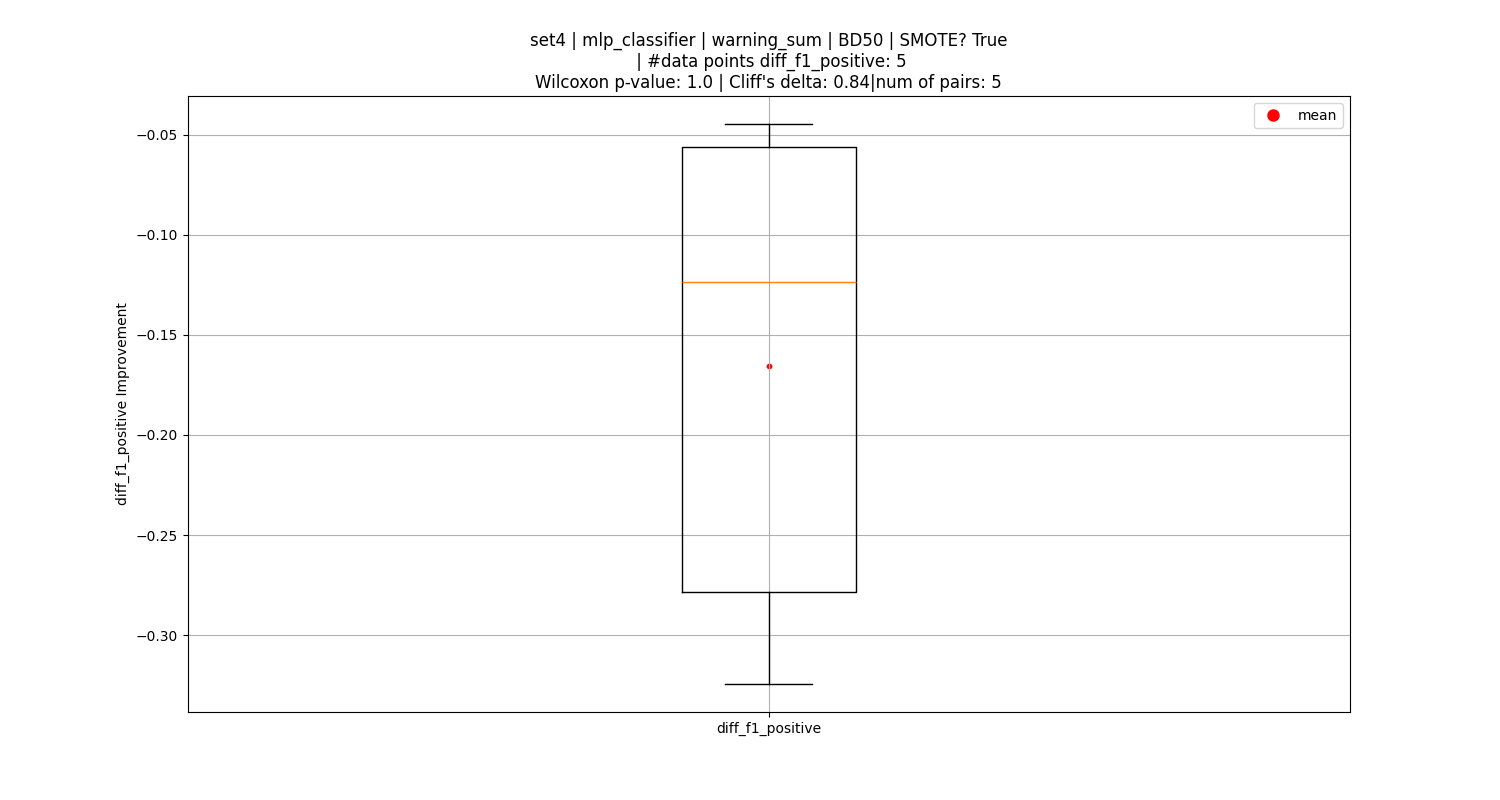 set4 | mlp_classifier | warning_sum | BD50 | SMOTE? True
| #data points diff_f1_positive: 5
Wilcoxon p-value: 1.0 | Cliff's delta: 0.84|num of pairs: 5
mean
−0.05
−0.10
−0.15
−0.20
−0.25
−0.30
diff_f1_positive Improvement
diff_f1_positive